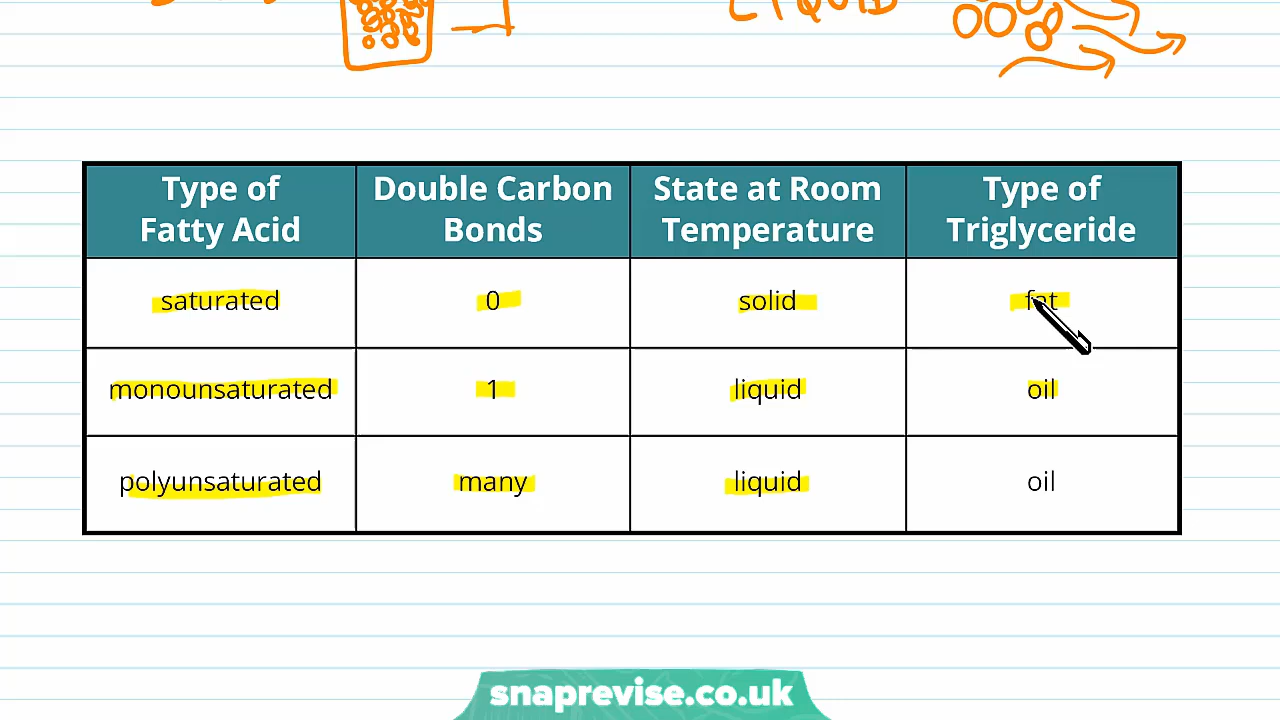 LIQUID
Type of Fatty Acid | Double Carbon Bonds | State at Room Temperature | Type of Triglyceride
saturated | 0 | solid | fat
monounsaturated | 1 | liquid | oil
polyunsaturated | many | liquid | oil
snaprevise.co.uk